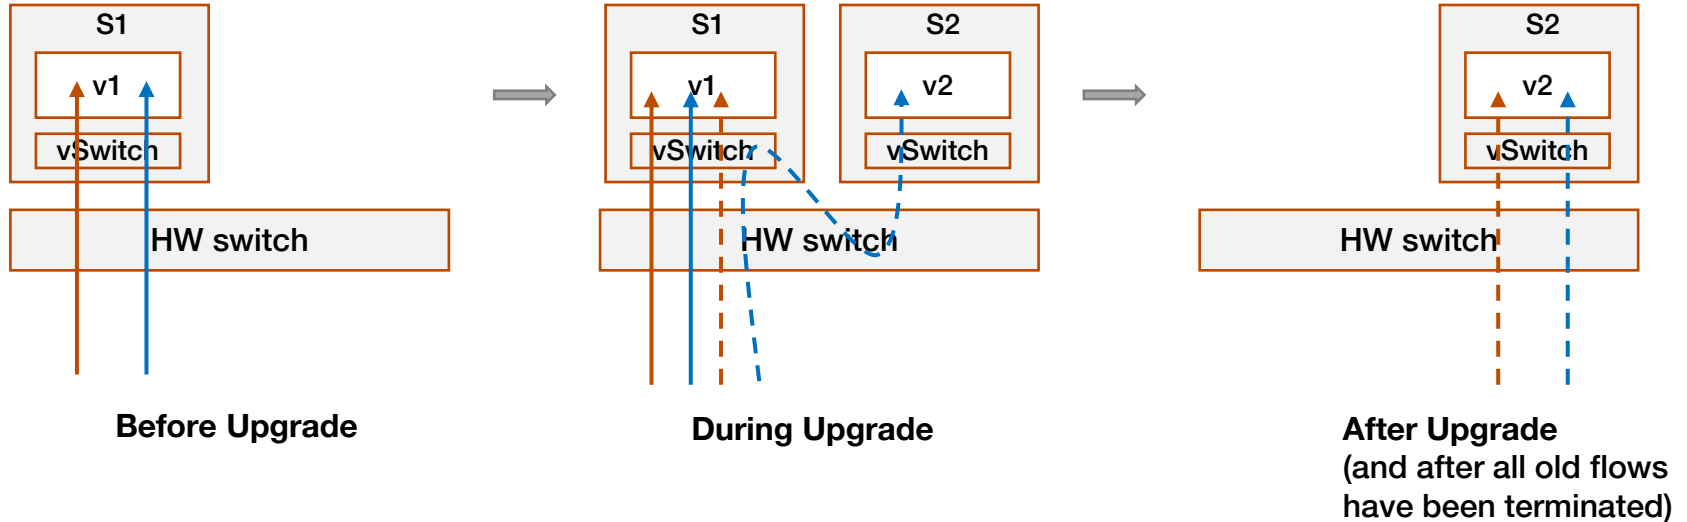 S1
v1
vSwitch
HW switch
Before Upgrade
S1
v1
vSwitch
S2
v2
vSwitch
HW switch
During Upgrade
S2
v2
vSwitch
HW switch
After Upgrade
(and after all old flows
have been terminated)